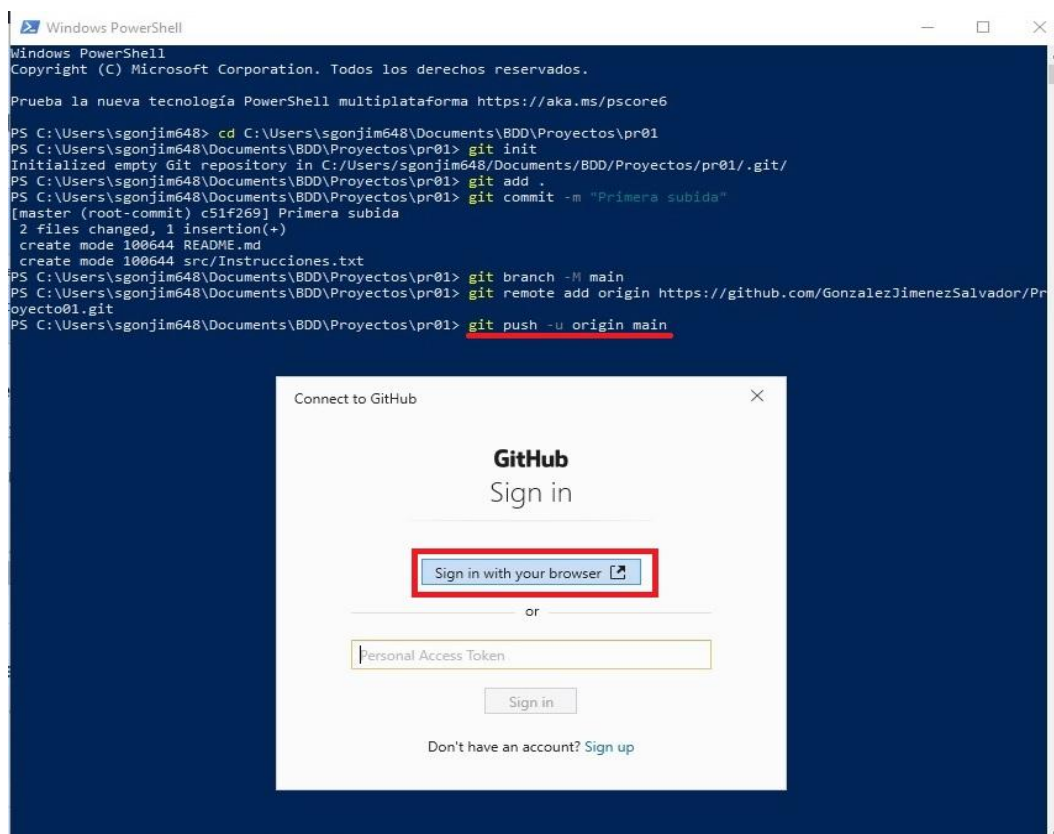 Windows PowerShell
Windows PowerShell
Copyright (C) Microsoft Corporation. Todos los derechos reservados.
Prueba la nueva tecnología PowerShell multiplataforma https://aka.ms/pscore6
PS C:\Users\sgonjim648> cd C:\Users\sgonjim648\Documents\BDD\Proyectos\pr01
PS C:\Users\sgonjim648\Documents\BDD\Proyectos\pr01> git init
Initialized empty Git repository in C:/Users/sgonjim648/Documents/BDD/Proyectos/pr01/.git/
PS C:\Users\sgonjim648\Documents\BDD\Proyectos\pr01> git add .
PS C:\Users\sgonjim648\Documents\BDD\Proyectos\pr01> git commit -m "Primera subida"
[master (root-commit) c51f269] Primera subida
 2 files changed, 1 insertion(+)
 create mode 100644 README.md
 create mode 100644 src/Instrucciones.txt
PS C:\Users\sgonjim648\Documents\BDD\Proyectos\pr01> git branch -M main
PS C:\Users\sgonjim648\Documents\BDD\Proyectos\pr01> git remote add origin https://github.com/GonzalezJimenezSalvador/Pr
oyecto01.git
PS C:\Users\sgonjim648\Documents\BDD\Proyectos\pr01> git push -u origin main
Connect to GitHub
GitHub
Sign in
Sign in with your browser
or
Personal Access Token
Sign in
Don't have an account? Sign up